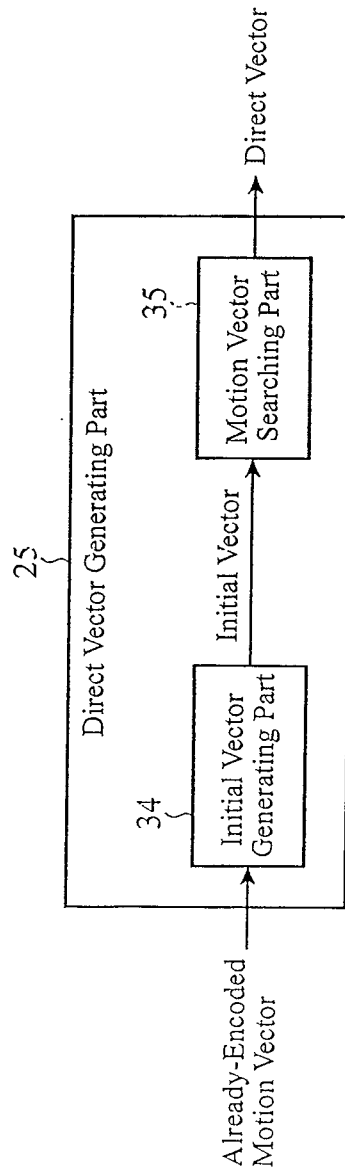 25
Direct Vector Generating Part
Already-Encoded
Motion Vector
34
Initial Vector
Generating Part
Initial Vector
35
Motion Vector
Searching Part
Direct Vector